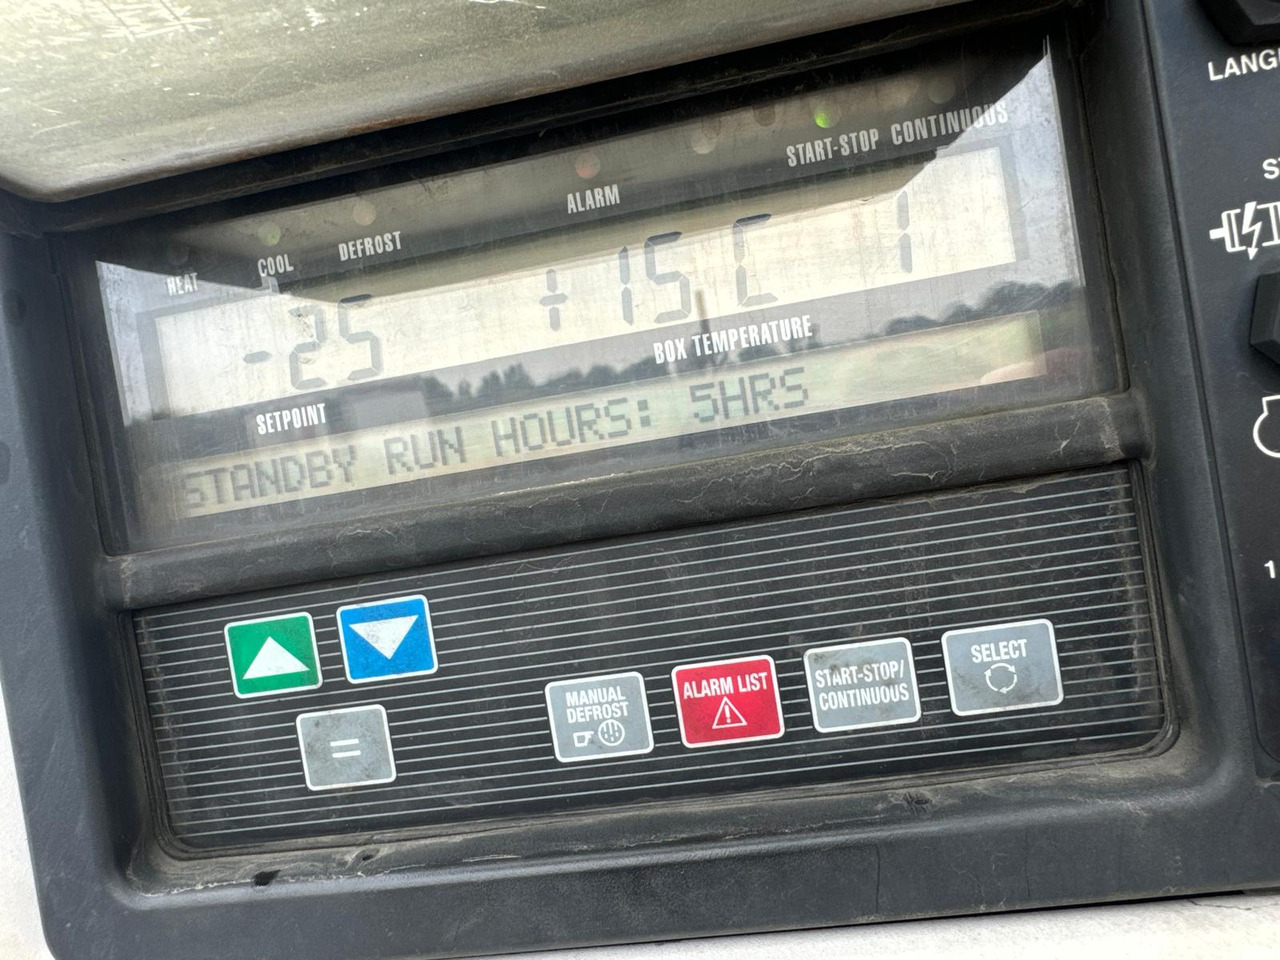 LANG
START-STOP CONTINUOUS
ALARM
DEFROST
COOL
HEAT
-25 +15 C 1
BOX TEMPERATURE
SETPOINT
STANDBY RUN HOURS: 5HRS
MANUAL
DEFROST
ALARM LIST
START-STOP/
CONTINUOUS
SELECT
=
1